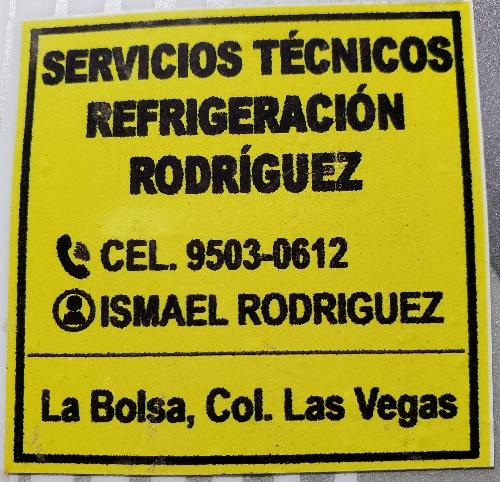 SERVICIOS TÉCNICOS
REFRIGERACIÓN
RODRÍGUEZ
CEL. 9503-0612
ISMAEL RODRIGUEZ
La Bolsa, Col. Las Vegas